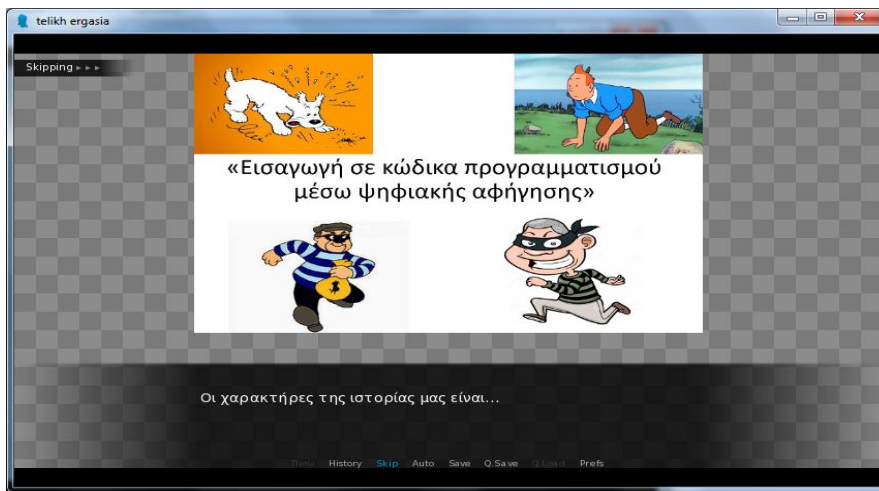 telikh ergasia
Skipping
«Εισαγωγή σε κώδικα προγραμματισμού
μέσω ψηφιακής αφήγησης»
Οι χαρακτήρες της ιστορίας μας είναι...
History Skip Auto Save Q.Save Q.Load Prefs